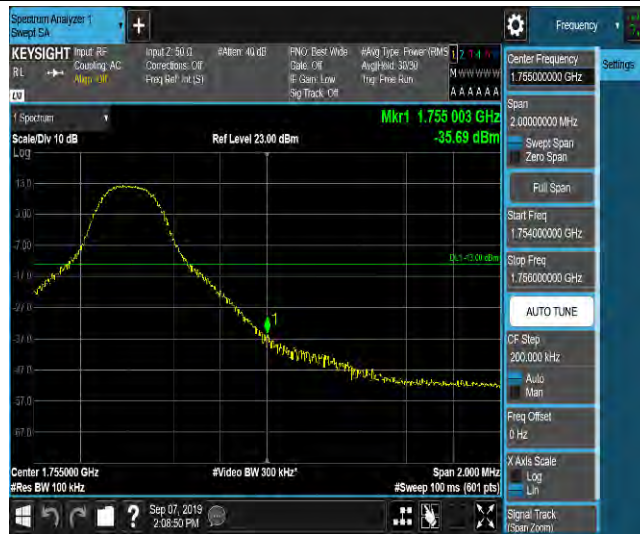 Spectrum Analyzer 1
Swept SA
Frequency
KEYSIGHT
Input: RF
Coupling: AC
Align: Off
Input Z: 50 Ω
Corrections: Off
Freq Ref: Int (S)
#Atten: 40 dB
PNO: Best Wide
Gate: Off
IF Gain: Low
Sig Track: Off
#Avg Type: Power (RMS
Avg|Hold: 30/30
Trig: Free Run
RL
M W W W W W
A A A A A A
Center Frequency
1.755000000 GHz
Settings
Span
2.00000000 MHz
Swept Span
Zero Span
Full Span
Start Freq
1.754000000 GHz
Stop Freq
1.756000000 GHz
AUTO TUNE
CF Step
200.000 kHz
Auto
Man
Freq Offset
0 Hz
X Axis Scale
Log
Lin
Signal Track
(Span Zoom)
1 Spectrum
Scale/Div 10 dB
Log
Ref Level 23.00 dBm
Mkr1 1.755 003 GHz
-35.69 dBm
13.0
3.00
-7.00
-17.0
-27.0
-37.0
-47.0
-57.0
-67.0
DL1 -13.00 dBm
1
Center 1.755000 GHz
#Res BW 100 kHz
#Video BW 300 kHz*
Span 2.000 MHz
#Sweep 100 ms (601 pts)
Sep 07, 2019
2:08:50 PM